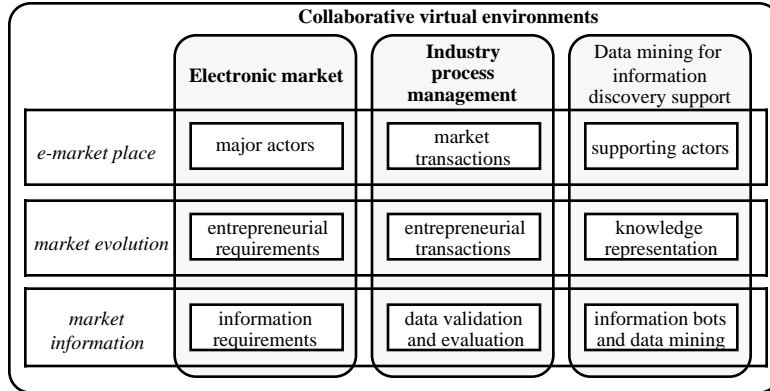 Collaborative virtual environments
Electronic market
Industry
process
management
Data mining for
information
discovery support
e-market place
major actors
market
transactions
supporting actors
market evolution
entrepreneurial
requirements
entrepreneurial
transactions
knowledge
representation
market
information
information
requirements
data validation
and evaluation
information bots
and data mining